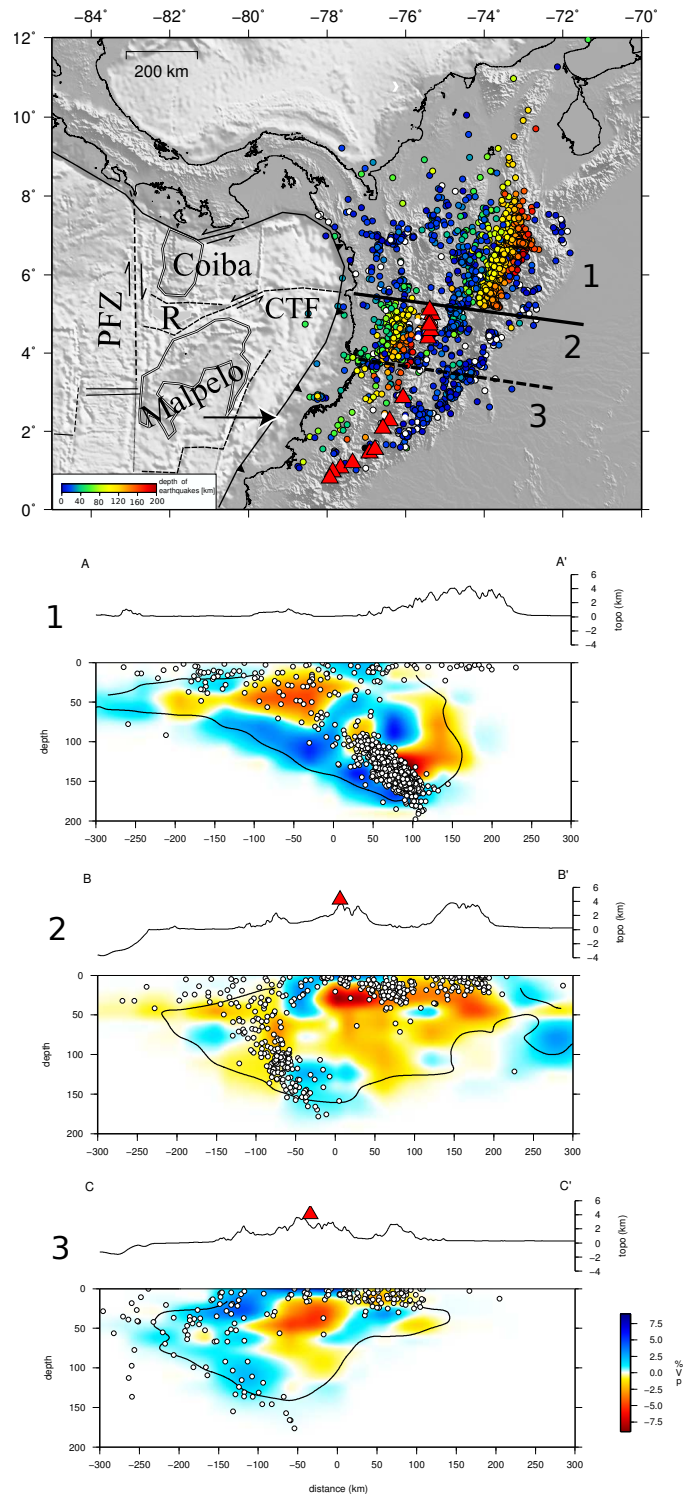 −82 −80 −78 −76 −74 −72 −70
12˚
200 km
10˚
8˚
Coiba
1
6˚
PFZ
R
CTF
2
4˚
Malpelo
3
2˚
depth of
earthquakes [km]
0 40 80 120 160 200
0˚
A A'
1
6
4
2
0
−2
−4
topo (km)
0
50
100
150
200
depth
−300 −250 −200 −150 −100 −50 0 50 100 150 200 250 300
B B'
2
6
4
2
0
−2
−4
topo (km)
0
50
100
150
200
depth
−300 −250 −200 −150 −100 −50 0 50 100 150 200 250 300
C C'
3
6
4
2
0
−2
−4
topo (km)
0
50
100
150
200
depth
−300 −250 −200 −150 −100 −50 0 50 100 150 200 250 300
distance (km)
7.5
5.0
2.5
0.0
−2.5
−5.0
−7.5
%
V
p